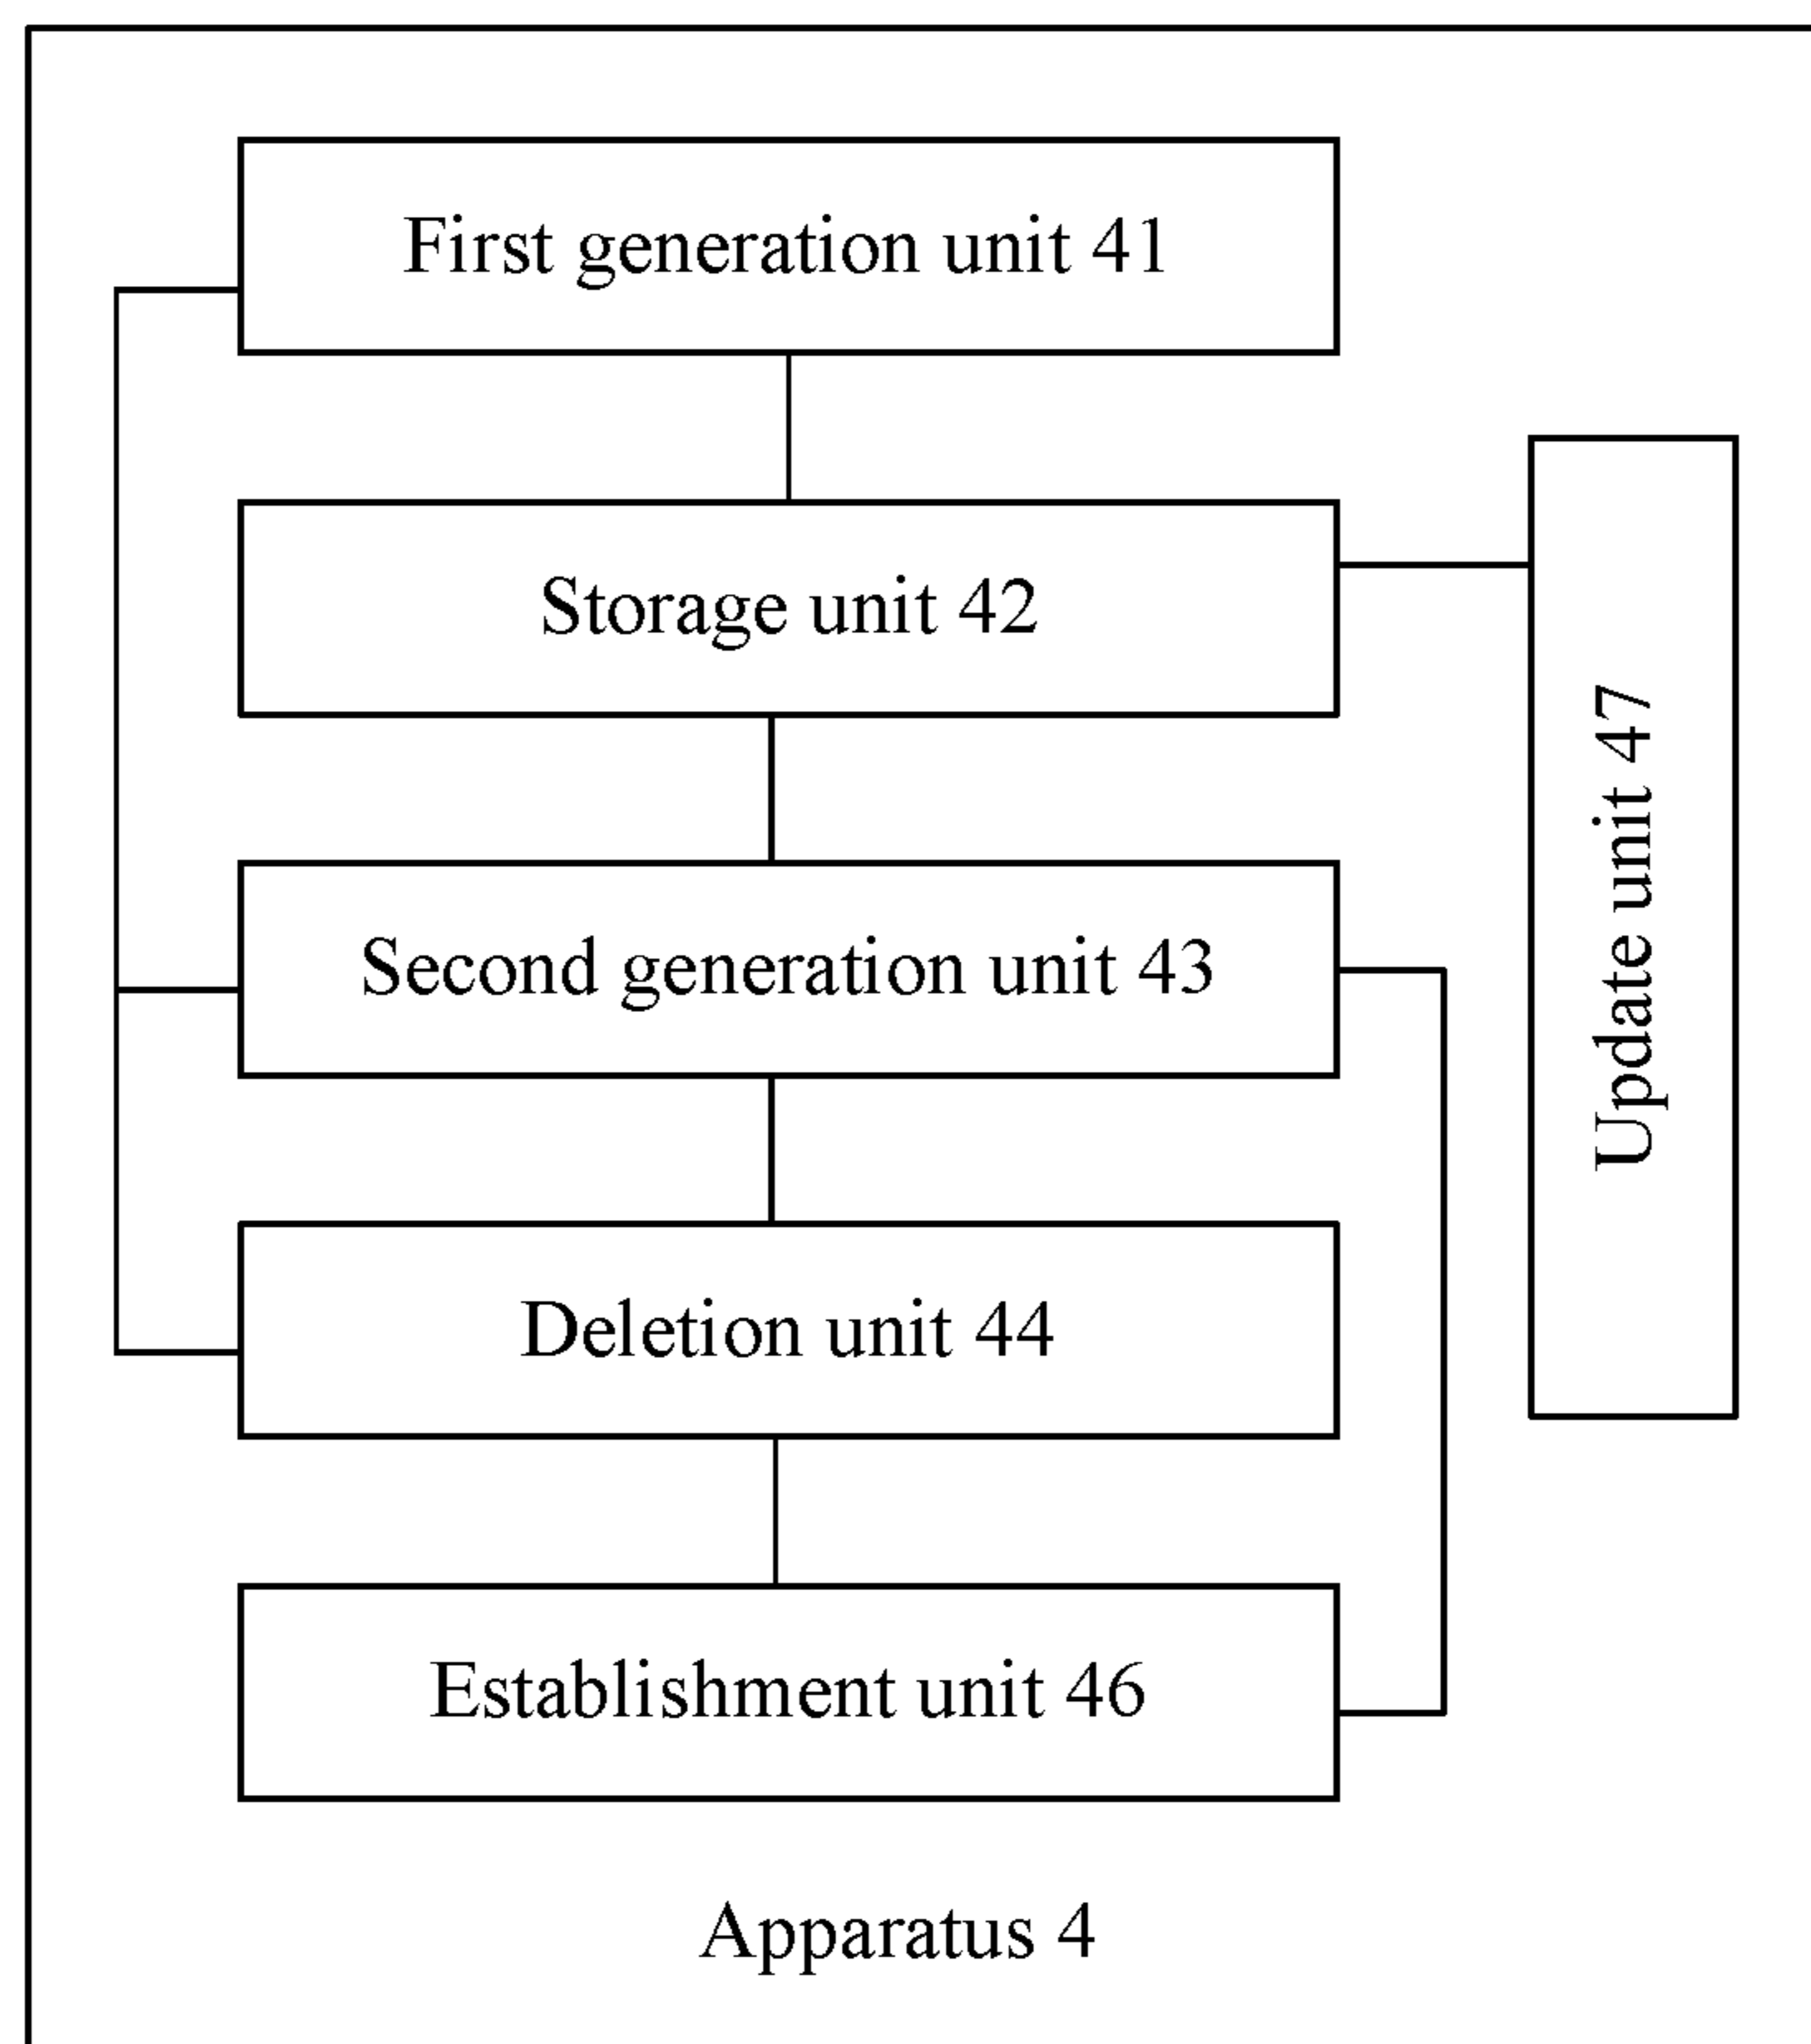 First generation unit 41
Storage unit 42
Update unit 47
Second generation unit 43
Deletion unit 44
Establishment unit 46
Apparatus 4